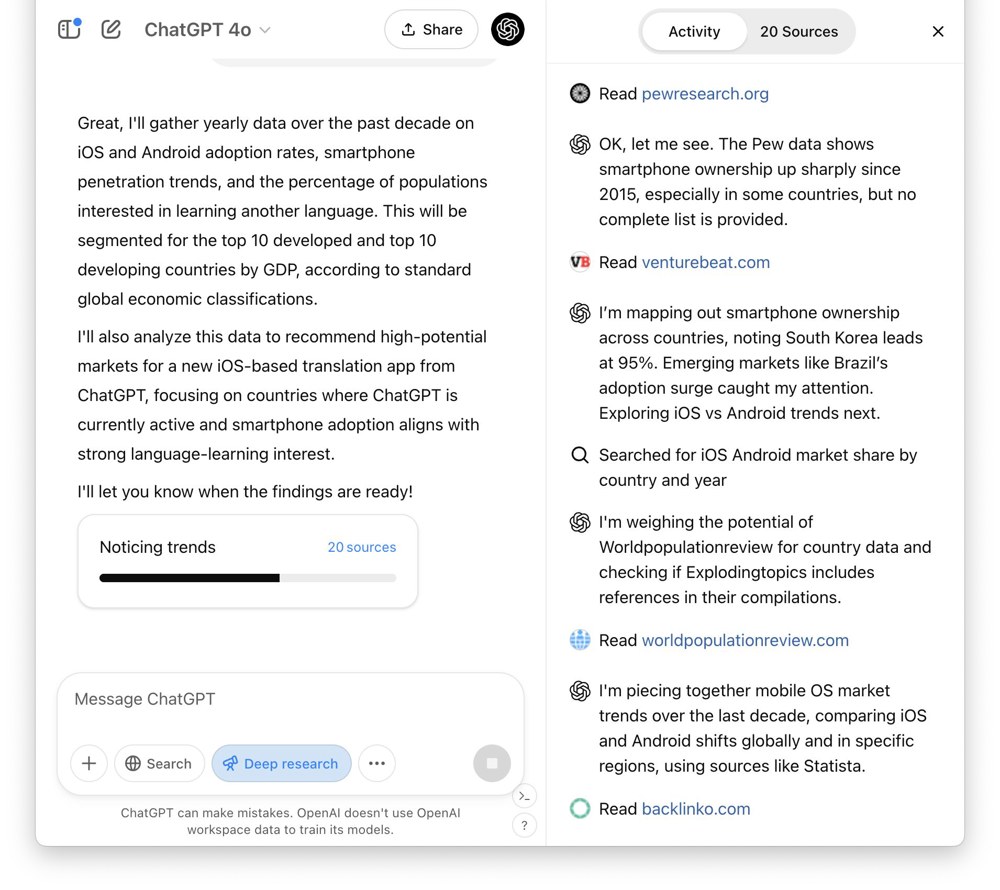 ChatGPT 4o
Share
Great, I'll gather yearly data over the past decade on
iOS and Android adoption rates, smartphone
penetration trends, and the percentage of populations
interested in learning another language. This will be
segmented for the top 10 developed and top 10
developing countries by GDP, according to standard
global economic classifications.
I'll also analyze this data to recommend high-potential
markets for a new iOS-based translation app from
ChatGPT, focusing on countries where ChatGPT is
currently active and smartphone adoption aligns with
strong language-learning interest.
I'll let you know when the findings are ready!
Noticing trends
20 sources
Message ChatGPT
Search
Deep research
ChatGPT can make mistakes. OpenAI doesn't use OpenAI
workspace data to train its models.
?
Activity
20 Sources
Read pewresearch.org
OK, let me see. The Pew data shows
smartphone ownership up sharply since
2015, especially in some countries, but no
complete list is provided.
VB
Read venturebeat.com
I’m mapping out smartphone ownership
across countries, noting South Korea leads
at 95%. Emerging markets like Brazil’s
adoption surge caught my attention.
Exploring iOS vs Android trends next.
Searched for iOS Android market share by
country and year
I'm weighing the potential of
Worldpopulationreview for country data and
checking if Explodingtopics includes
references in their compilations.
Read worldpopulationreview.com
I'm piecing together mobile OS market
trends over the last decade, comparing iOS
and Android shifts globally and in specific
regions, using sources like Statista.
Read backlinko.com